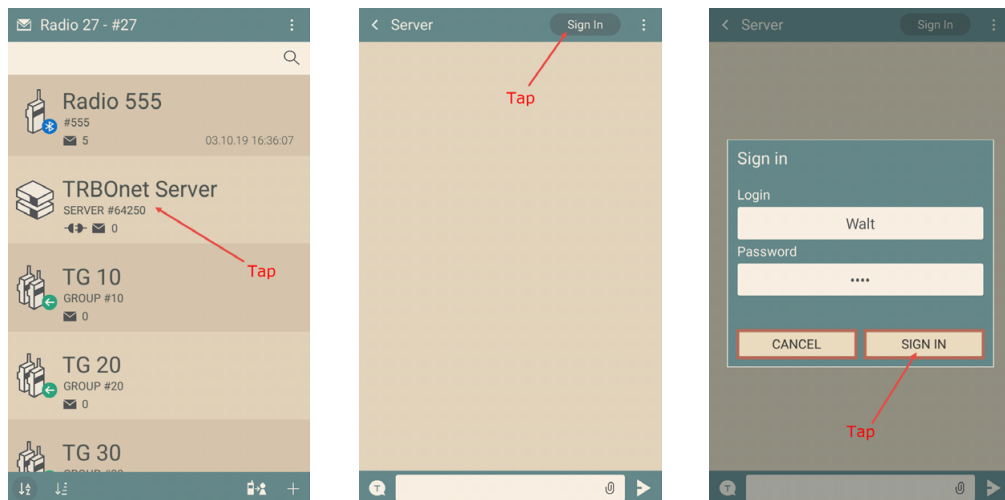 Radio 27 - #27
Radio 555
#555
5
03.10.19 16:36:07
TRBOnet Server
SERVER #64250
0
Tap
TG 10
GROUP #10
0
TG 20
GROUP #20
0
TG 30
Server
Sign In
Tap
T
Server
Sign In
Sign in
Login
Walt
Password
••••
CANCEL
SIGN IN
Tap
T